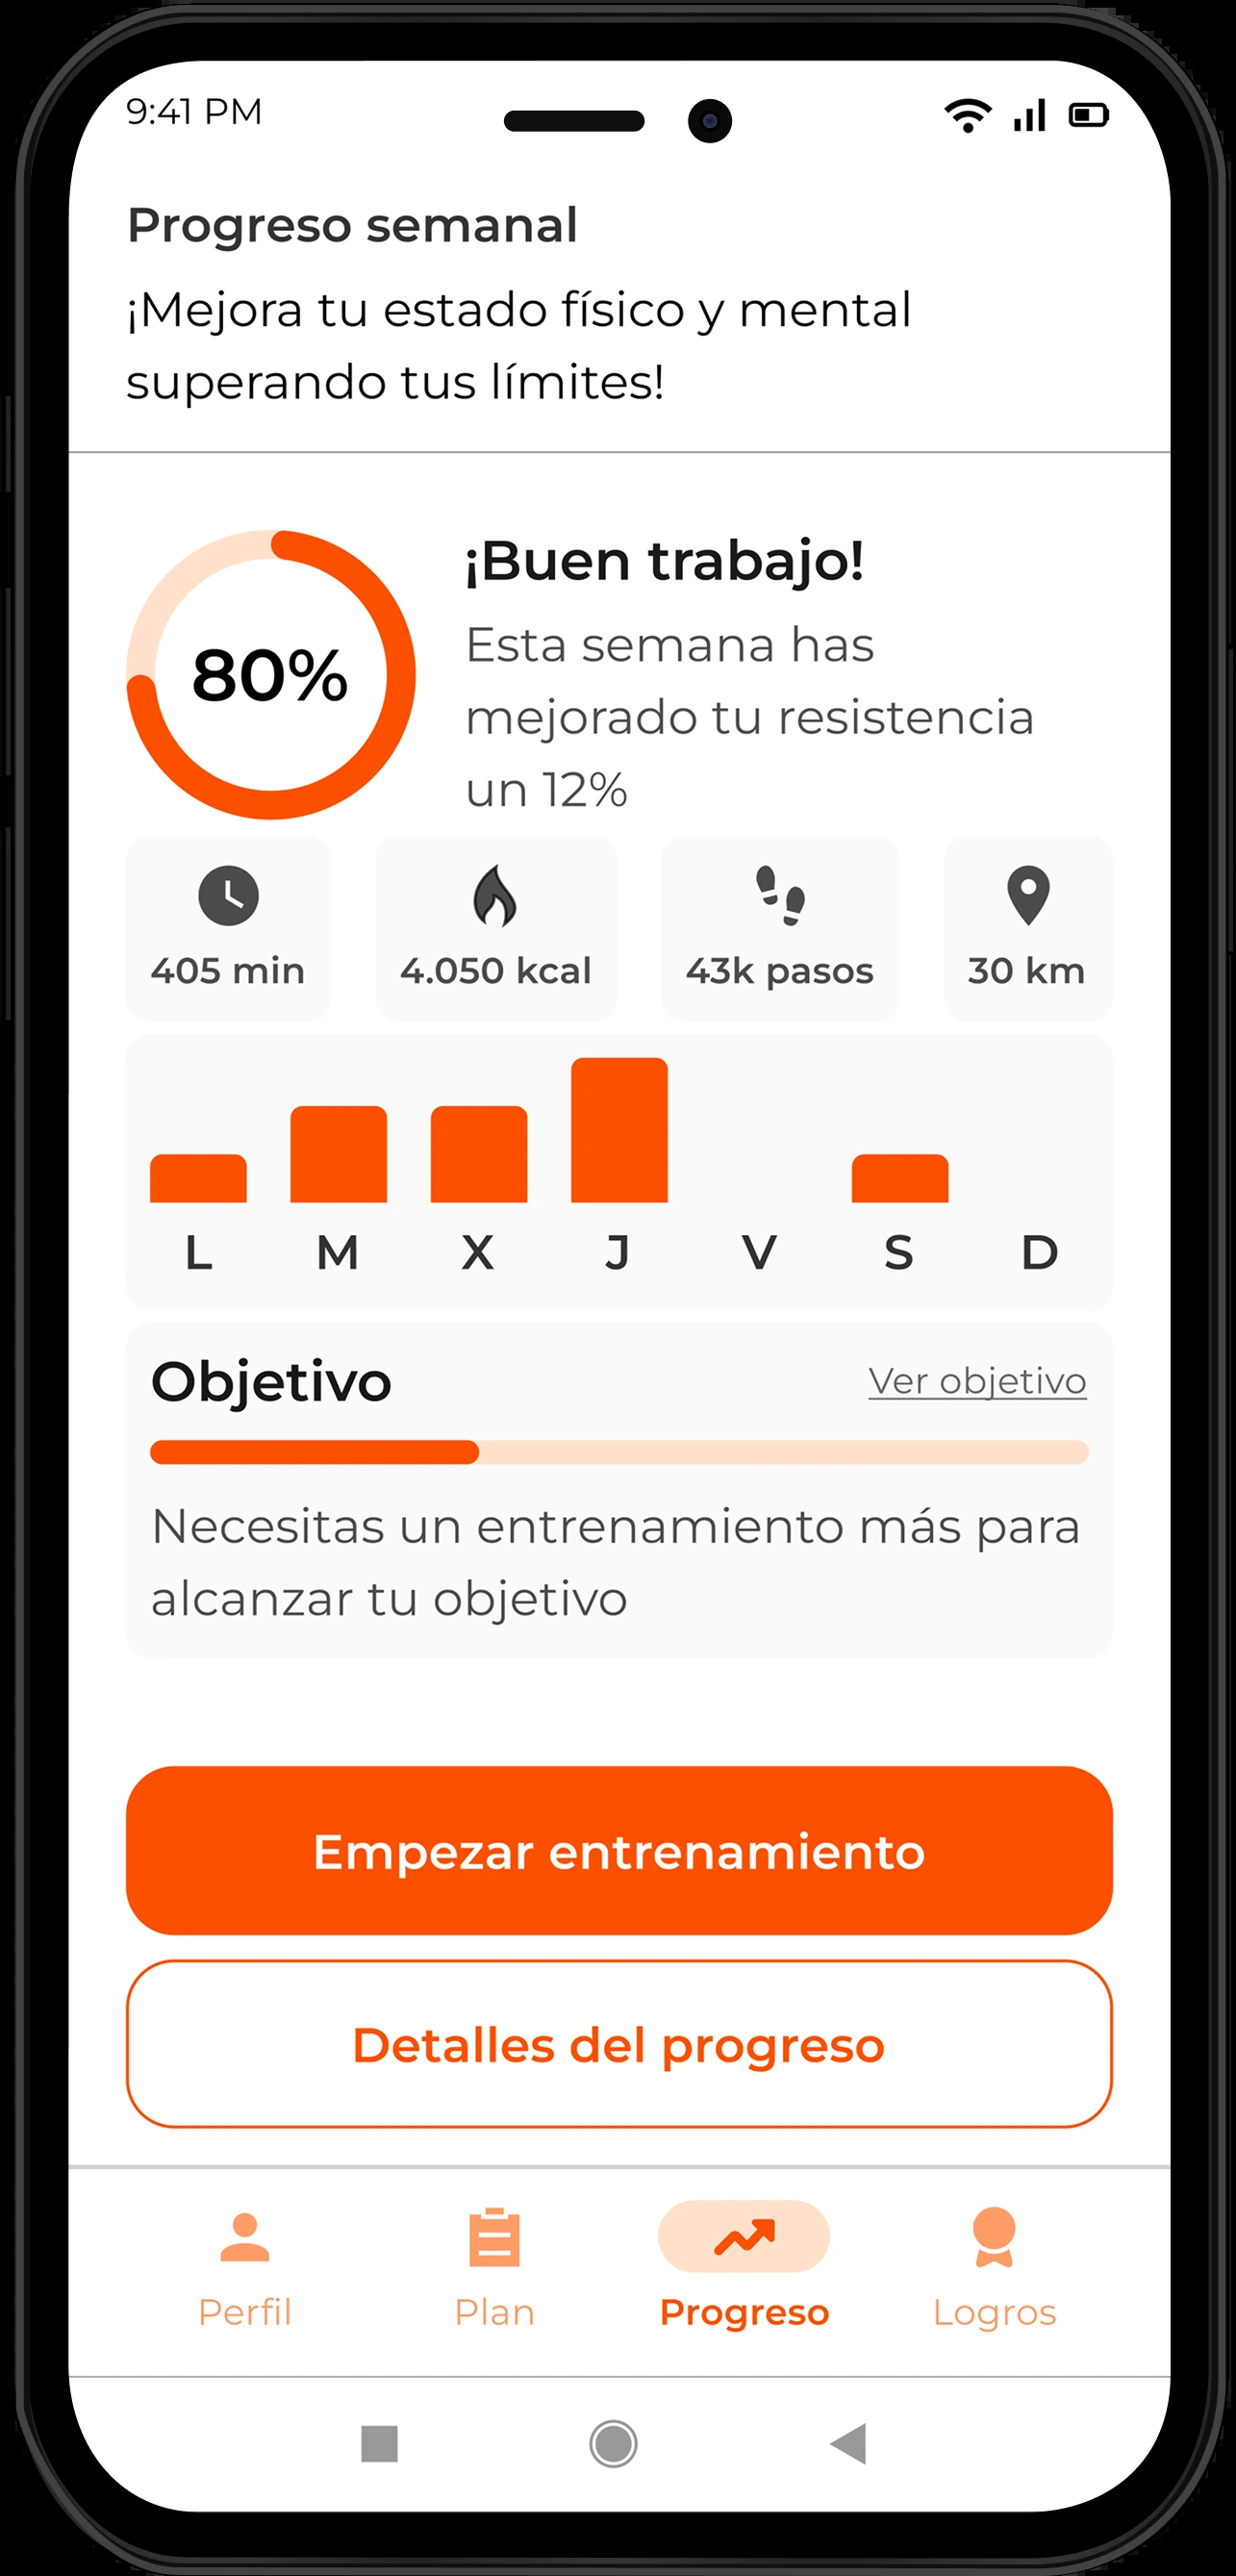 9:41 PM
Progreso semanal
¡Mejora tu estado físico y mental
superando tus límites!
80%
¡Buen trabajo!
Esta semana has
mejorado tu resistencia
un 12%
405 min
4.050 kcal
43k pasos
30 km
L M X J V S D
Objetivo
Ver objetivo
Necesitas un entrenamiento más para
alcanzar tu objetivo
Empezar entrenamiento
Detalles del progreso
Perfil
Plan
Progreso
Logros